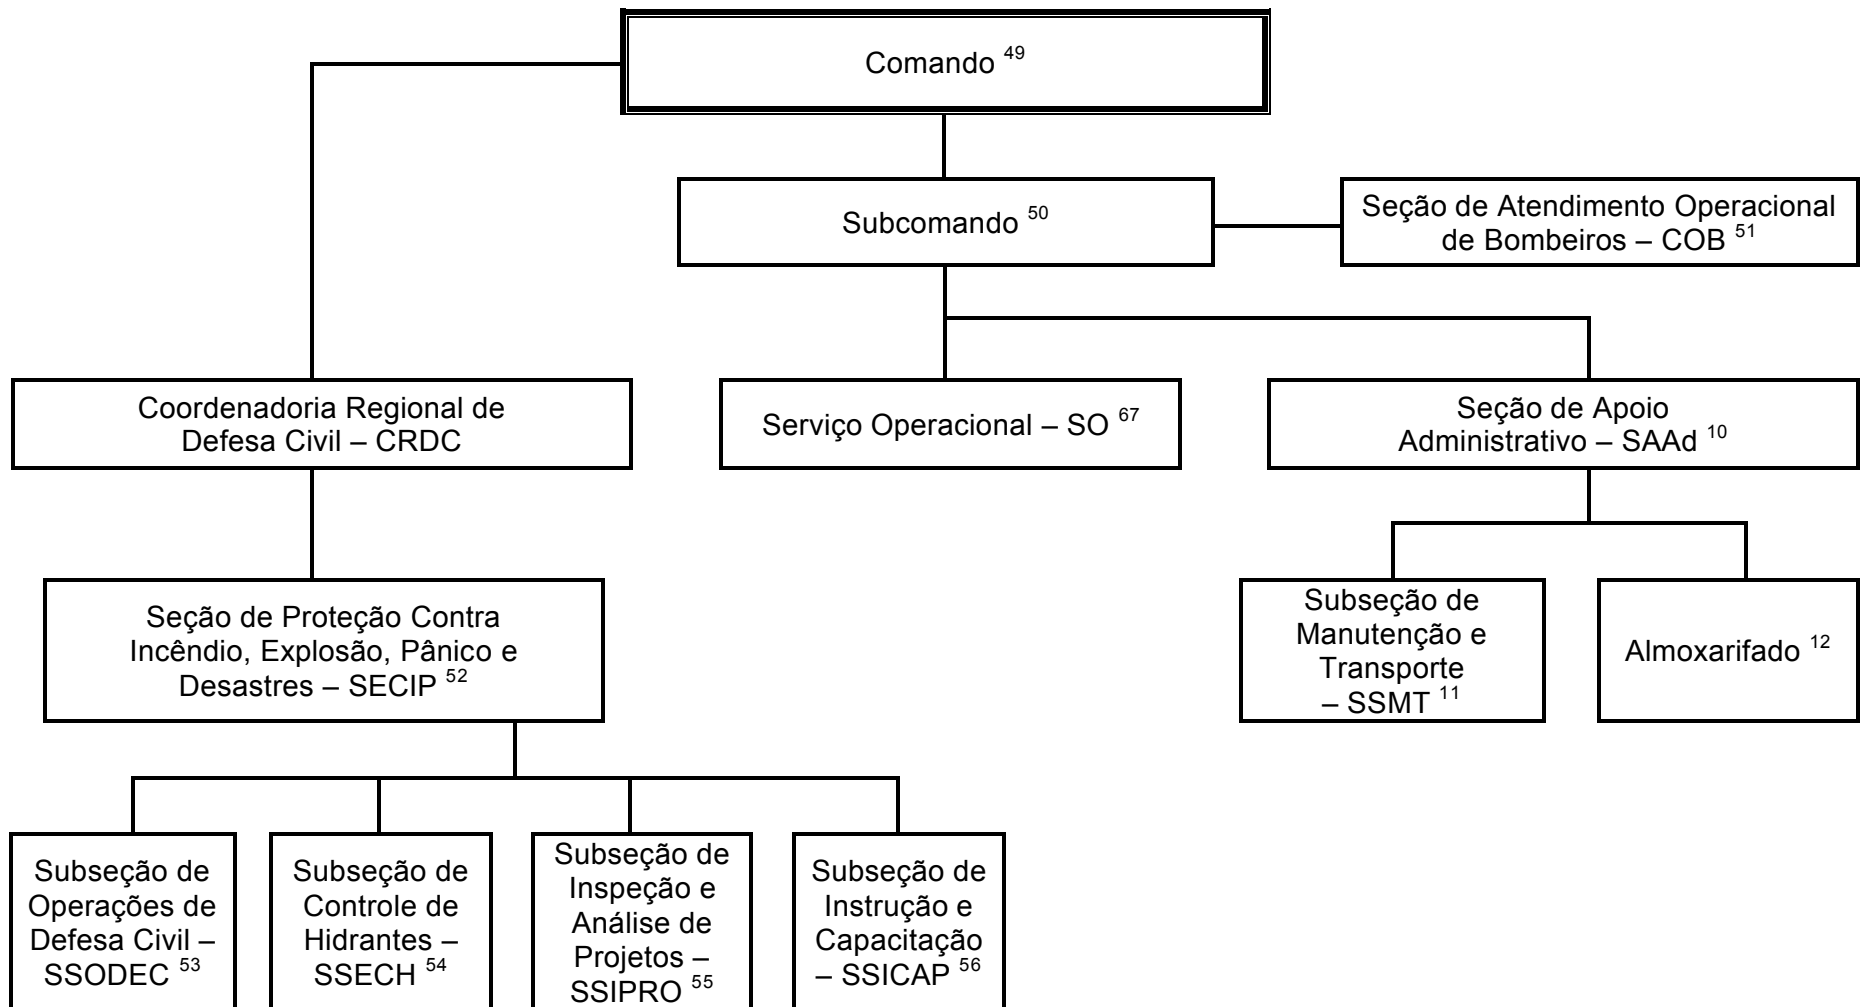 Comando 49
Subcomando 50
Seção de Atendimento Operacional
de Bombeiros – COB 51
Coordenadoria Regional de
Defesa Civil – CRDC
Serviço Operacional – SO 67
Seção de Apoio
Administrativo – SAAd 10
Seção de Proteção Contra
Incêndio, Explosão, Pânico e
Desastres – SECIP 52
Subseção de
Manutenção e
Transporte
– SSMT 11
Almoxarifado 12
Subseção de
Operações de
Defesa Civil –
SSODEC 53
Subseção de
Controle de
Hidrantes –
SSECH 54
Subseção de
Inspeção e
Análise de
Projetos –
SSIPRO 55
Subseção de
Instrução e
Capacitação
– SSICAP 56